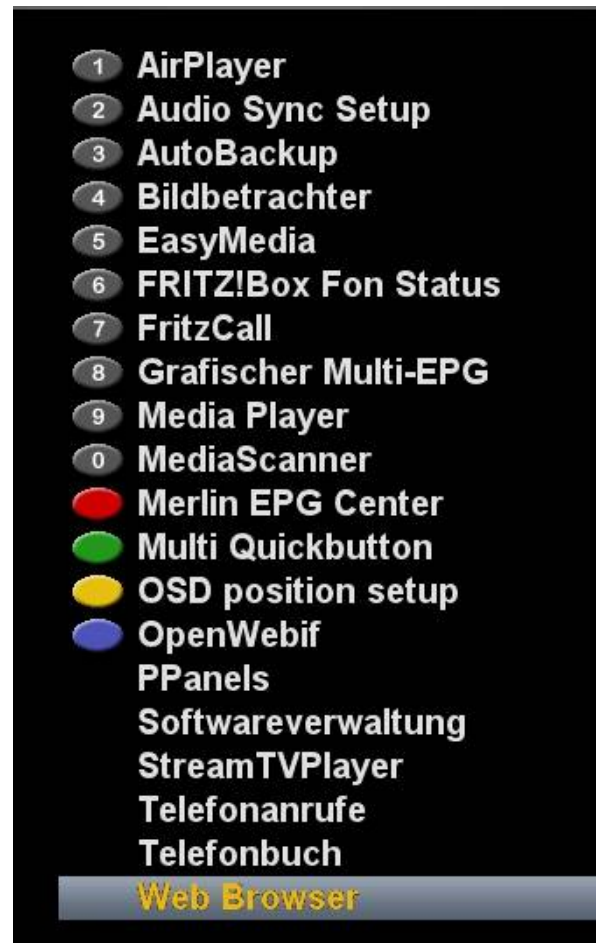 1 AirPlayer
2 Audio Sync Setup
3 AutoBackup
4 Bildbetrachter
5 EasyMedia
6 FRITZ!Box Fon Status
7 FritzCall
8 Grafischer Multi-EPG
9 Media Player
0 MediaScanner
Merlin EPG Center
Multi Quickbutton
OSD position setup
OpenWebif
PPanels
Softwareverwaltung
StreamTVPlayer
Telefonanrufe
Telefonbuch
Web Browser